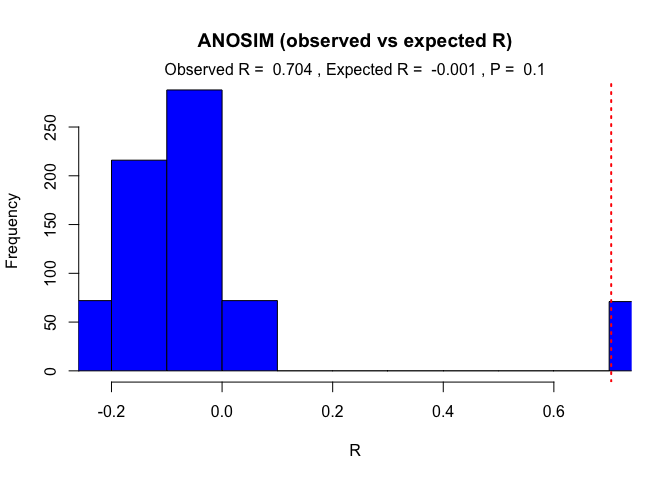 ANOSIM (observed vs expected R)
Observed R =  0.704 , Expected R =  -0.001 , P =  0.1
Frequency
250
200
150
100
50
0
-0.2 0.0 0.2 0.4 0.6
R